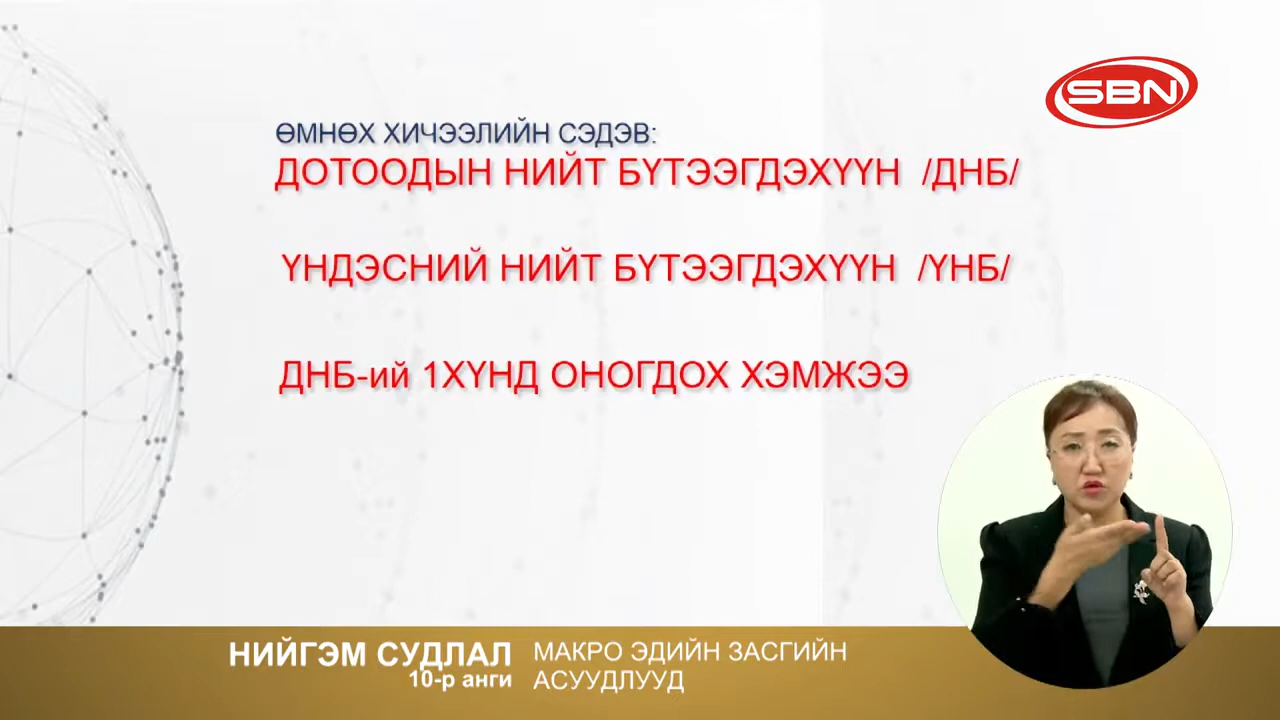 SBN
ӨМНӨХ ХИЧЭЭЛИЙН СЭДЭВ:
ДОТООДЫН НИЙТ БҮТЭЭГДЭХҮҮН /ДНБ/
ҮНДЭСНИЙ НИЙТ БҮТЭЭГДЭХҮҮН /ҮНБ/
ДНБ-ий 1ХҮНД ОНОГДОХ ХЭМЖЭЭ
НИЙГЭМ СУДЛАЛ
10-р анги
МАКРО ЭДИЙН ЗАСГИЙН
АСУУДЛУУД